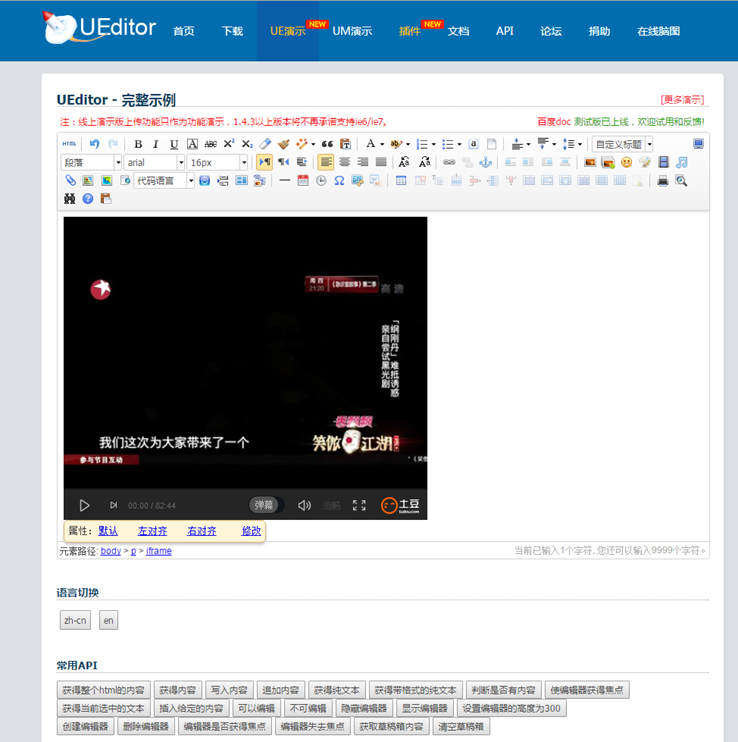 UEditor 首页 下载 UE演示 NEW UM演示 插件 NEW 文档 API 论坛 捐助 在线脑图
UEditor - 完整示例 [更多演示]
注：线上演示版上传功能只作为功能演示，1.4.3以上版本将不再承诺支持ie6/ie7。 百度doc 测试版已上线，欢迎试用和反馈!
HTML B I U A ABC X² X₂ A ab a 自定义标题
段落 arial 16px
代码语言
周四 21:20 第二季 高清
「纲刚丹」难抵诱惑
亲自尝试黑光剧
我们这次为大家带来了一个
笑傲江湖
参与节目互动
00:00 / 82:44 弹幕 流畅 土豆
属性: 默认 左对齐 右对齐 修改
元素路径: body > p > iframe 当前已输入1个字符, 您还可以输入9999个字符。
语言切换
zh-cn en
常用API
获得整个html的内容 获得内容 写入内容 追加内容 获得纯文本 获得带格式的纯文本 判断是否有内容 使编辑器获得焦点
获得当前选中的文本 插入给定的内容 可以编辑 不可编辑 隐藏编辑器 显示编辑器 设置编辑器的高度为300
创建编辑器 删除编辑器 编辑器是否获得焦点 编辑器失去焦点 获取草稿箱内容 清空草稿箱